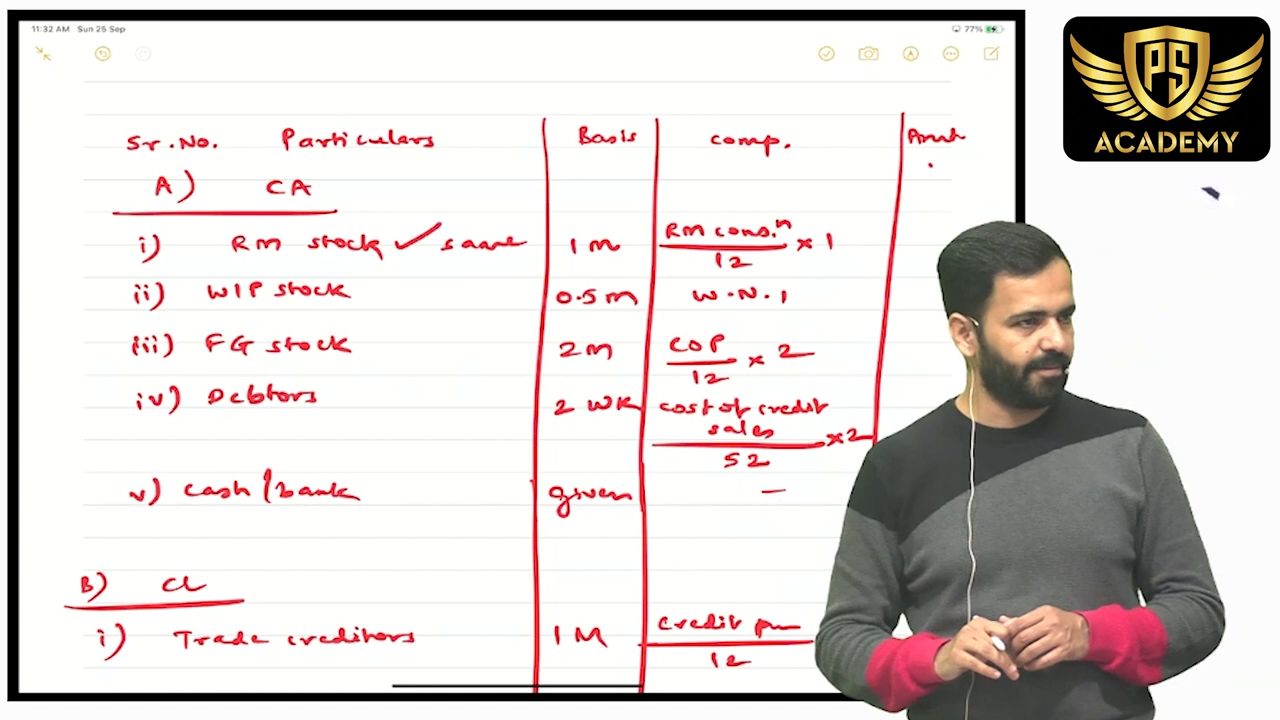 11:32 AM Sun 25 Sep
77%
PS
ACADEMY
Sr.No. Particulars Basis comp. Amt
A) CA
i) RM stock ✓ same 1 m RM cons.ⁿ / 12 × 1
ii) WIP stock 0.5 m W.N.1
iii) FG stock 2 m COP / 12 × 2
iv) Debtors 2 WK cost of credit
sales / 52 ×2
v) cash/bank given —
B) CL
i) Trade creditors 1 M credit pur / 12